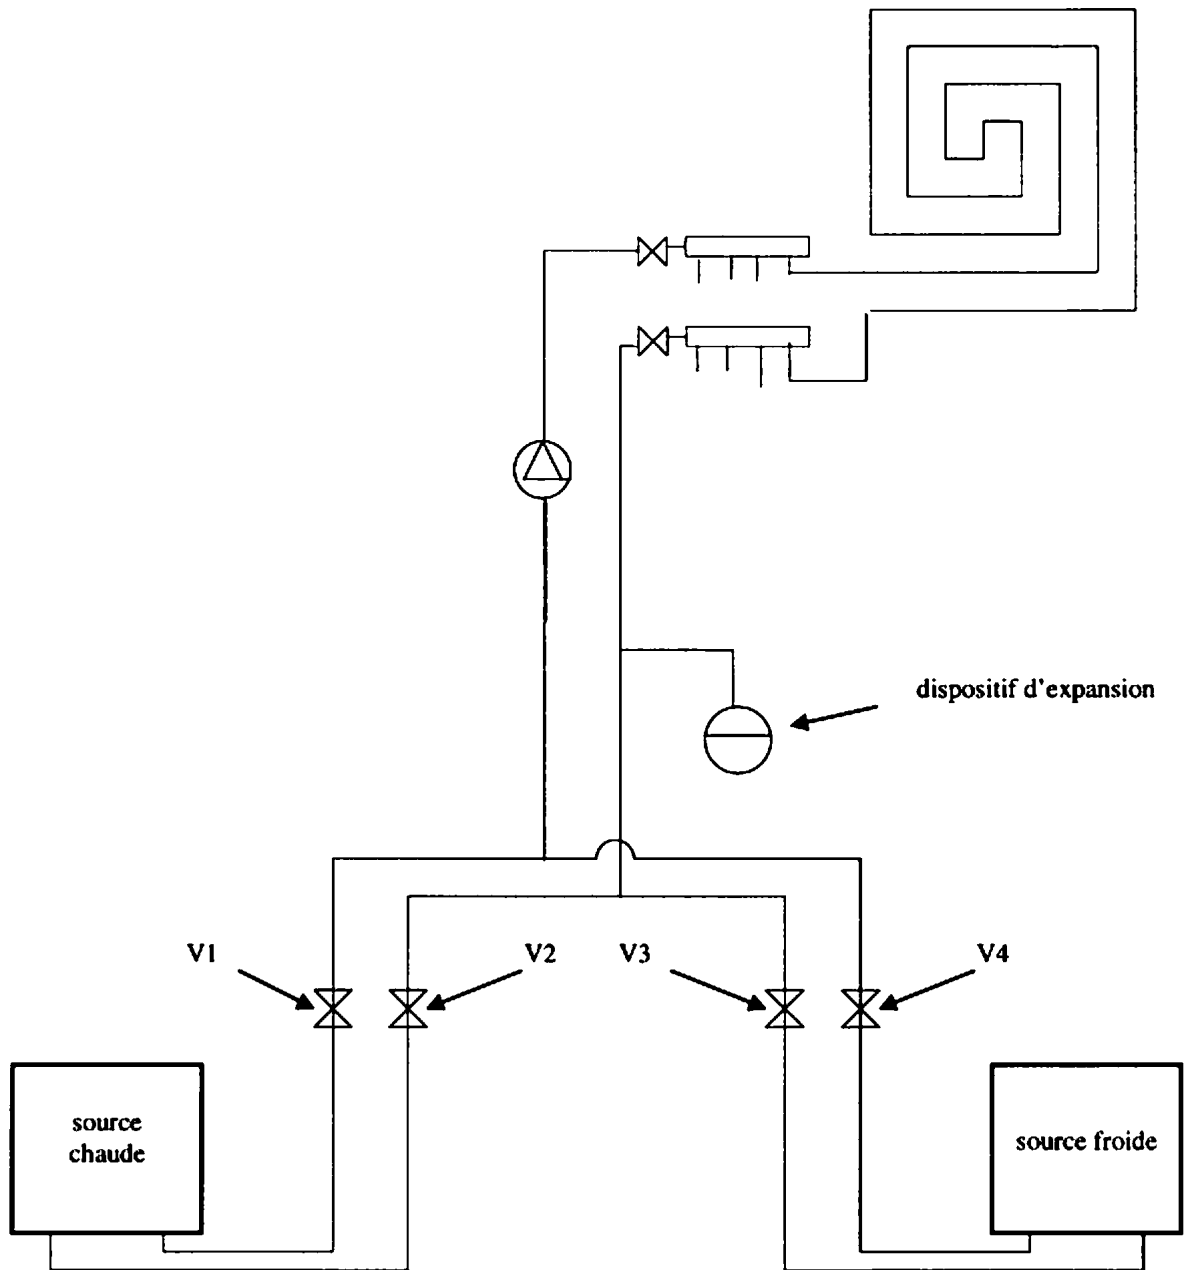 dispositif d'expansion
V1
V2
V3
V4
source
chaude
source froide